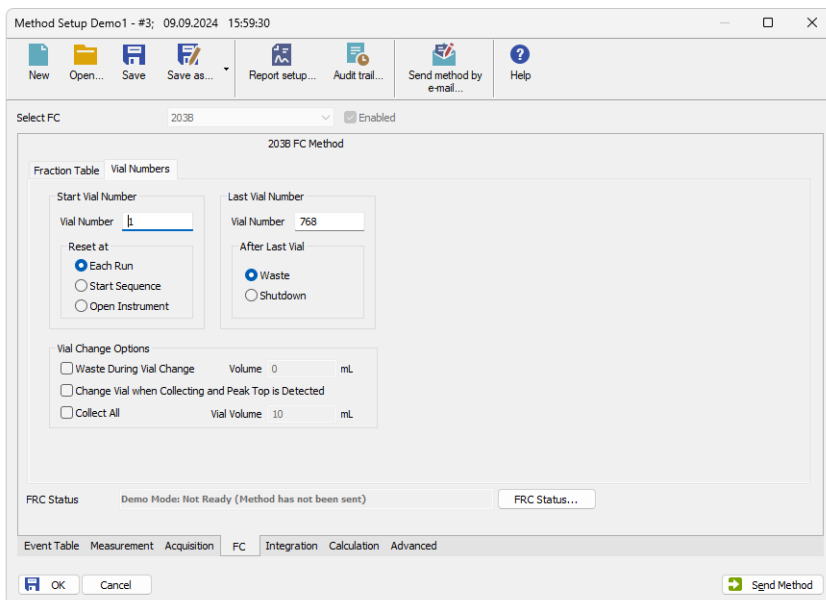 Method Setup Demo1 - #3;  09.09.2024  15:59:30
New Open... Save Save as... Report setup... Audit trail... Send method by e-mail... Help
Select FC 203B Enabled
203B FC Method
Fraction Table Vial Numbers
Start Vial Number Last Vial Number
Vial Number 1 Vial Number 768
Reset at After Last Vial
Each Run
Waste
Start Sequence
Shutdown
Open Instrument
Vial Change Options
Waste During Vial Change Volume 0 mL
Change Vial when Collecting and Peak Top is Detected
Collect All Vial Volume 10 mL
FRC Status Demo Mode: Not Ready (Method has not been sent) FRC Status...
Event Table Measurement Acquisition FC Integration Calculation Advanced
OK Cancel Send Method